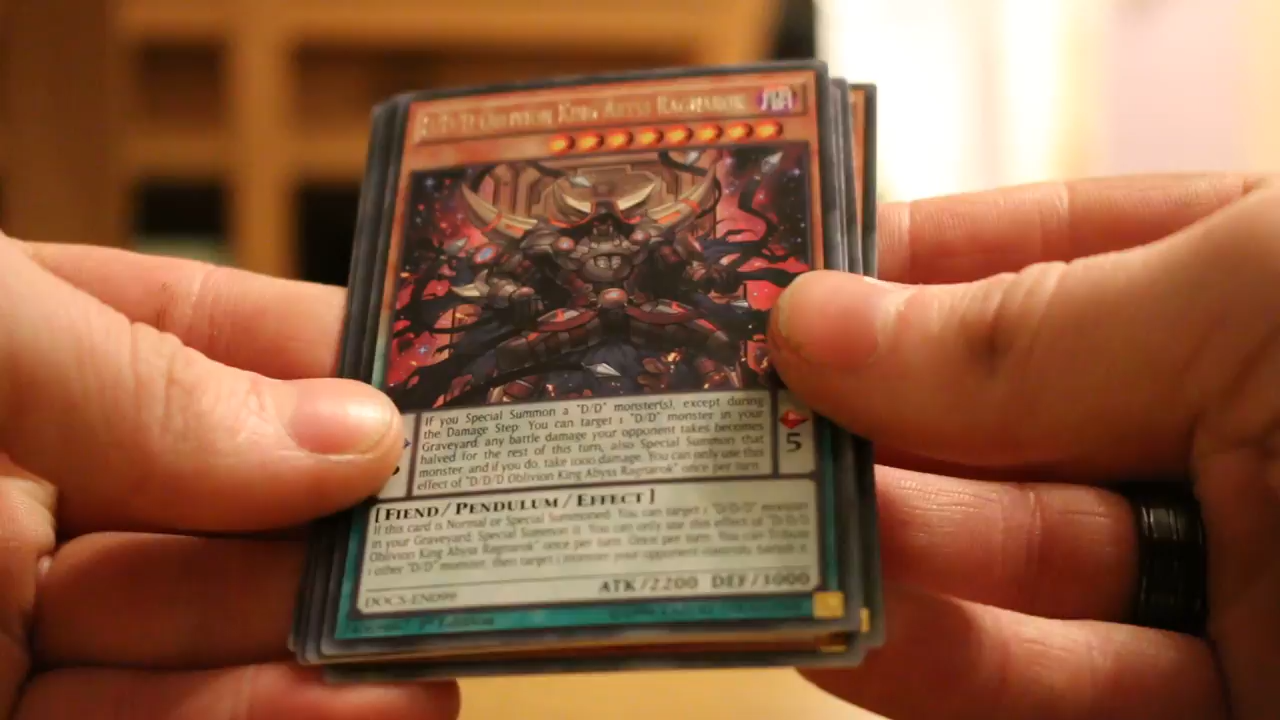 D/D/D Oblivion King Abyss Ragnarok
If you Special Summon a "D/D" monster(s), except during
the Damage Step: You can target 1 "D/D" monster in your
Graveyard; any battle damage your opponent takes becomes
halved for the rest of this turn, also Special Summon that
monster, and if you do, take 1000 damage. You can only use this
effect of "D/D/D Oblivion King Abyss Ragnarok" once per turn.
5
[FIEND/PENDULUM/EFFECT]
If this card is Normal or Special Summoned: You can target 1 "D/D/D" monster
in your Graveyard; Special Summon it. You can only use this effect of "D/D/D
Oblivion King Abyss Ragnarok" once per turn. Once per turn: You can Tribute
1 other "D/D" monster, then target 1 monster your opponent controls; banish it.
ATK/2200 DEF/1000
DOCS-EN099
1st Edition